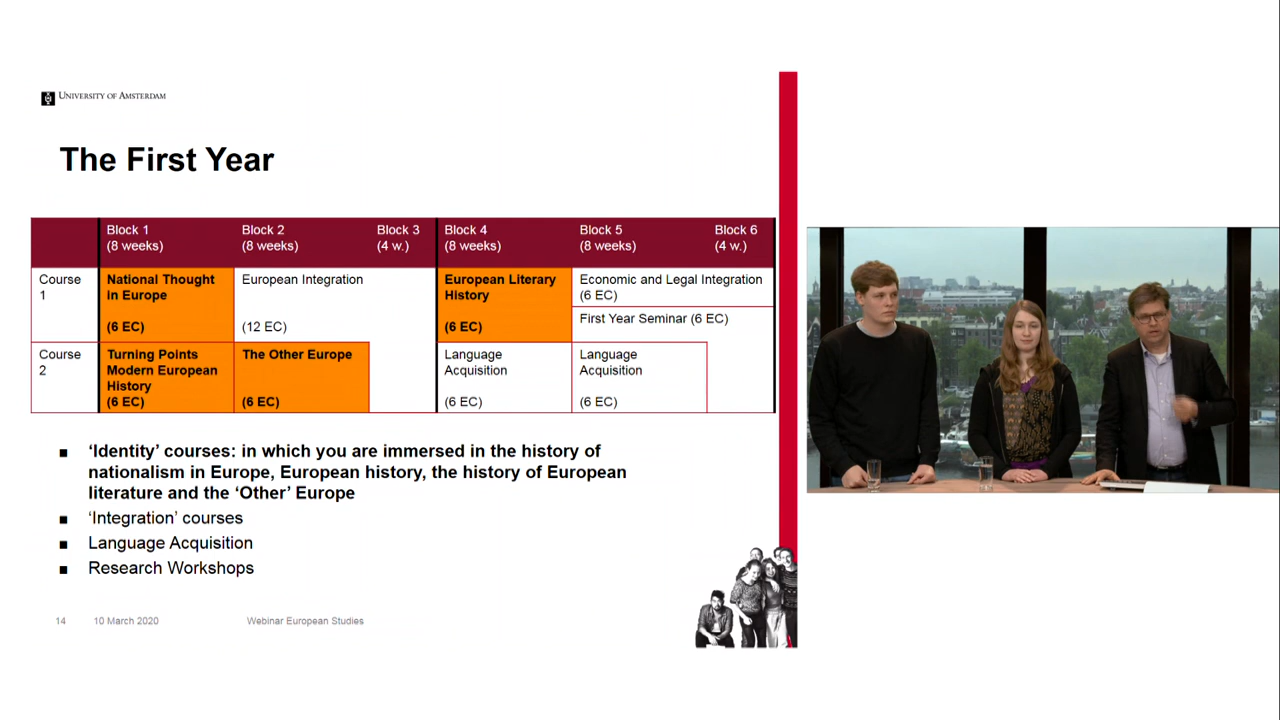 UNIVERSITY OF AMSTERDAM
The First Year
Block 1
(8 weeks)
Block 2
(8 weeks)
Block 3
(4 w.)
Block 4
(8 weeks)
Block 5
(8 weeks)
Block 6
(4 w.)
Course
1
National Thought
in Europe
(6 EC)
European Integration
(12 EC)
European Literary
History
(6 EC)
Economic and Legal Integration
(6 EC)
First Year Seminar (6 EC)
Course
2
Turning Points
Modern European
History
(6 EC)
The Other Europe
(6 EC)
Language
Acquisition
(6 EC)
Language
Acquisition
(6 EC)
■ ‘Identity’ courses: in which you are immersed in the history of
nationalism in Europe, European history, the history of European
literature and the ‘Other’ Europe
■ ‘Integration’ courses
■ Language Acquisition
■ Research Workshops
14 10 March 2020 Webinar European Studies